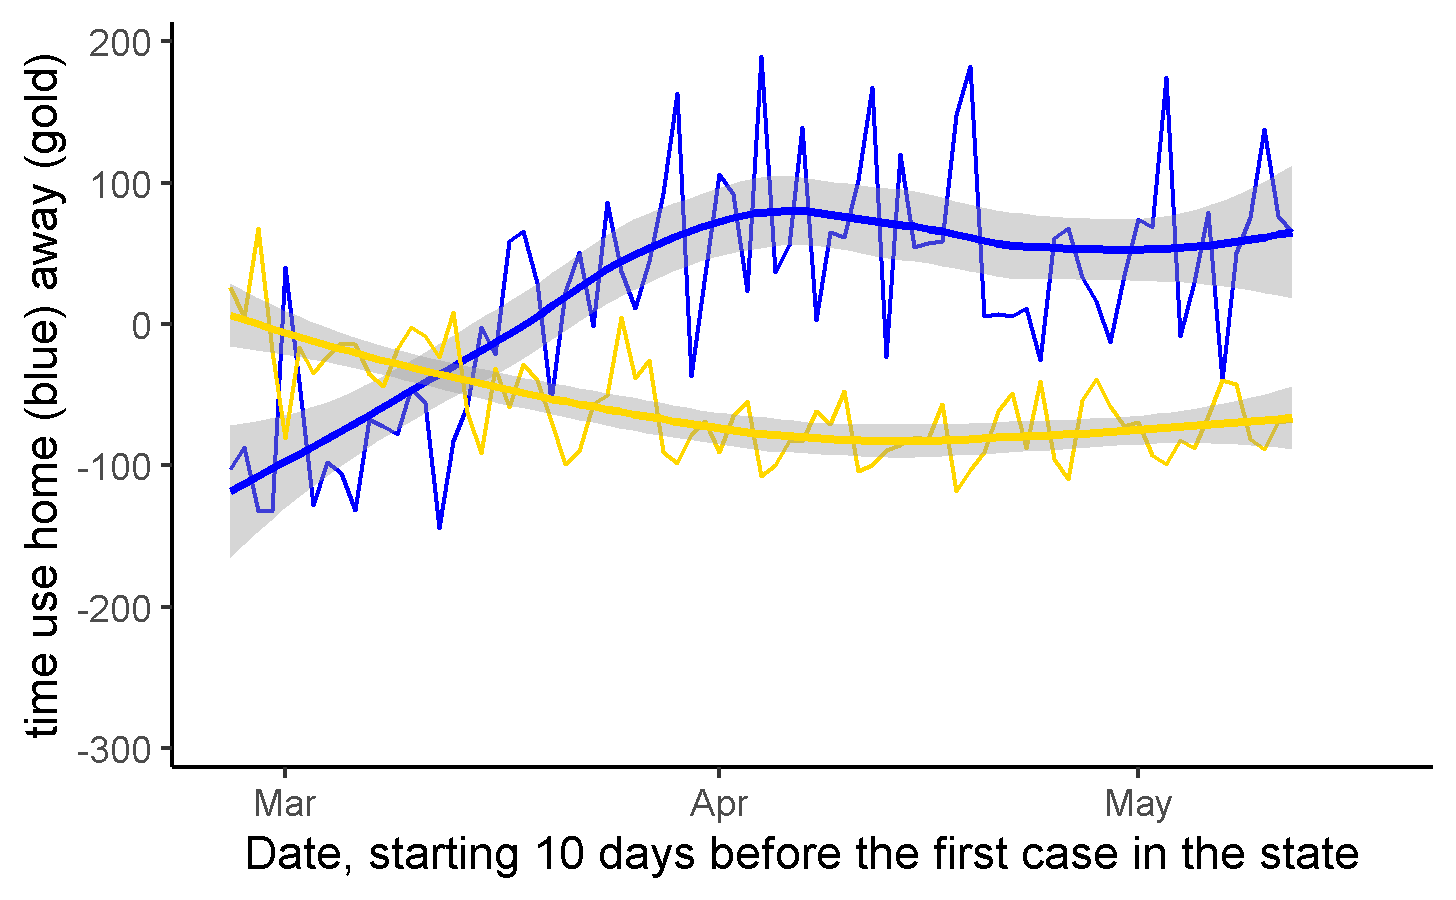 time use home (blue) away (gold)
200
100
0
-100
-200
-300
Mar
Apr
May
Date, starting 10 days before the first case in the state